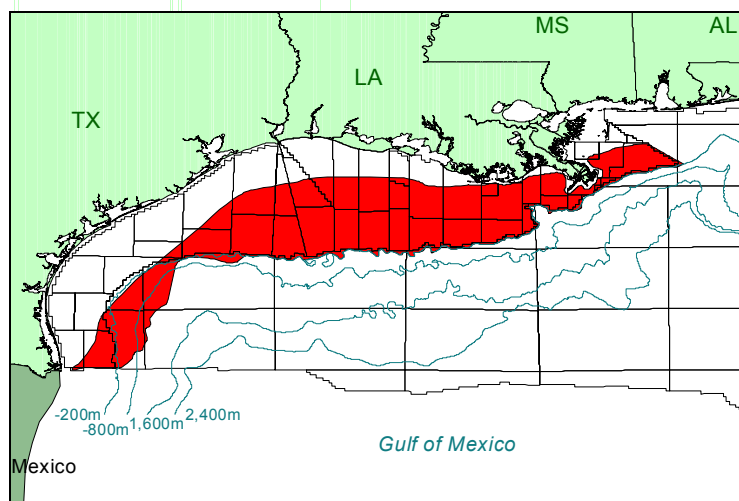 MS
AL
LA
TX
-200m
-800m
1,600m
2,400m
Gulf of Mexico
Mexico